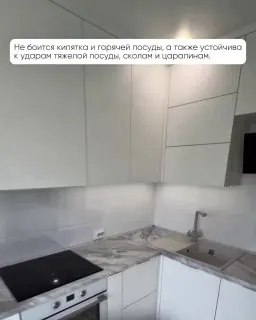 Не боится кипятка и горячей посуды, а также устойчива
к ударам тяжелой посуды, сколам и царапинам.